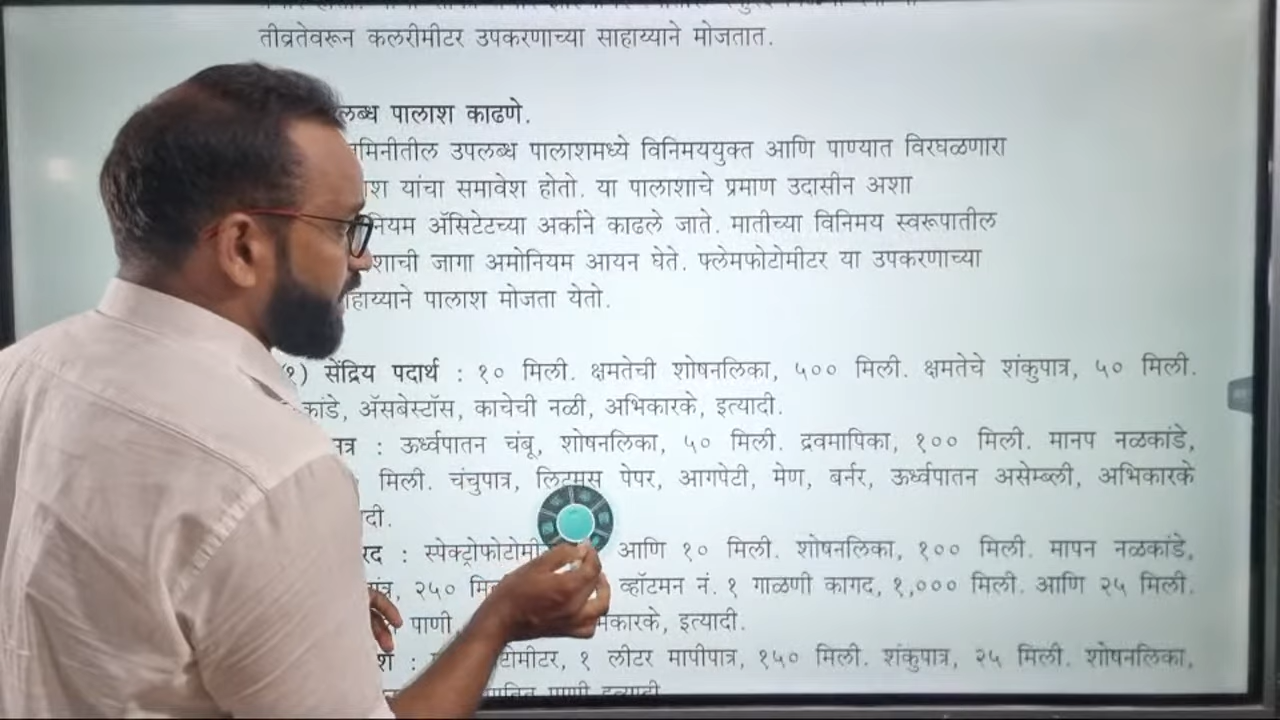 तीव्रतेवरून कलरीमीटर उपकरणाच्या साहाय्याने मोजतात.
लब्ध पालाश काढणे.
मिनीतील उपलब्ध पालाशमध्ये विनिमययुक्त आणि पाण्यात विरघळणारा
श यांचा समावेश होतो. या पालाशाचे प्रमाण उदासीन अशा
नियम ॲसिटेटच्या अर्काने काढले जाते. मातीच्या विनिमय स्वरूपातील
शाची जागा अमोनियम आयन घेते. फ्लेमफोटोमीटर या उपकरणाच्या
हाय्याने पालाश मोजता येतो.
(१) सेंद्रिय पदार्थ : १० मिली. क्षमतेची शोषनलिका, ५०० मिली. क्षमतेचे शंकुपात्र, ५० मिली.
कांडे, ॲसबेस्टॉस, काचेची नळी, अभिकारके, इत्यादी.
त्र : ऊर्ध्वपातन चंबू, शोषनलिका, ५० मिली. द्रवमापिका, १०० मिली. मानप नळकांडे,
मिली. चंचुपात्र, लिटमस पेपर, आगपेटी, मेण, बर्नर, ऊर्ध्वपातन असेम्ब्ली, अभिकारके
दी.
रद : स्पेक्ट्रोफोटोमी आणि १० मिली. शोषनलिका, १०० मिली. मापन नळकांडे,
त्र, २५० मि व्हॉटमन नं. १ गाळणी कागद, १,००० मिली. आणि २५ मिली.
पाणी कारके, इत्यादी.
श : टोमीटर, १ लीटर मापीपात्र, १५० मिली. शंकुपात्र, २५ मिली. शोषनलिका,
पाणी इत्यादी